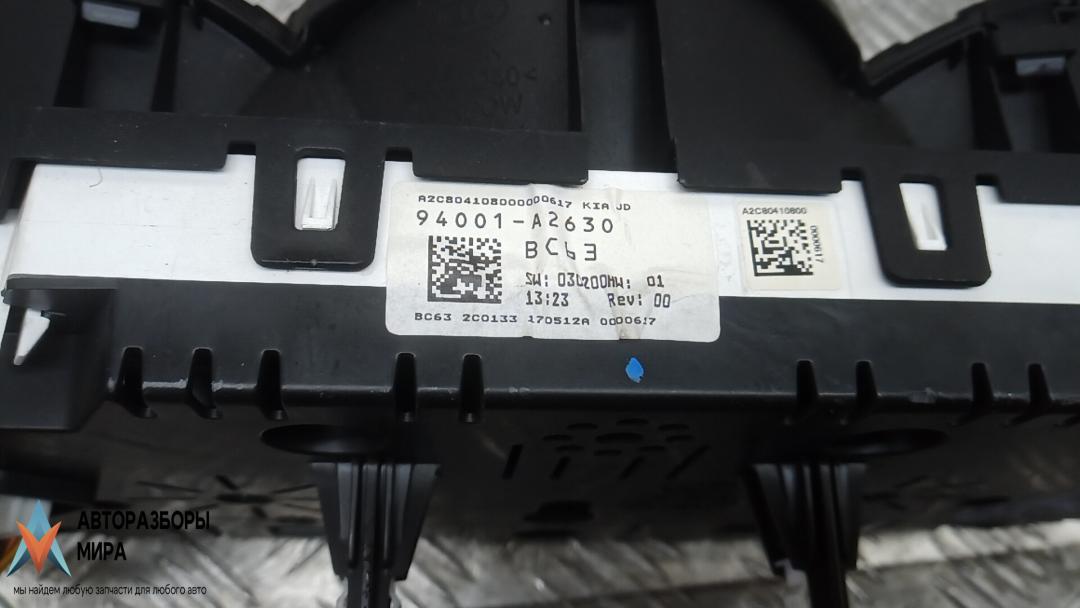 A2C80410800000617 KIA JD
94001-A2630
BC63
SW: 030200HW: 01
13:23 Rev: 00
BC63 2C0133 170512A 0000617
A2C80410800
0000617
АВТОРАЗБОРЫ
МИРА
мы найдем любую запчасти для любого авто